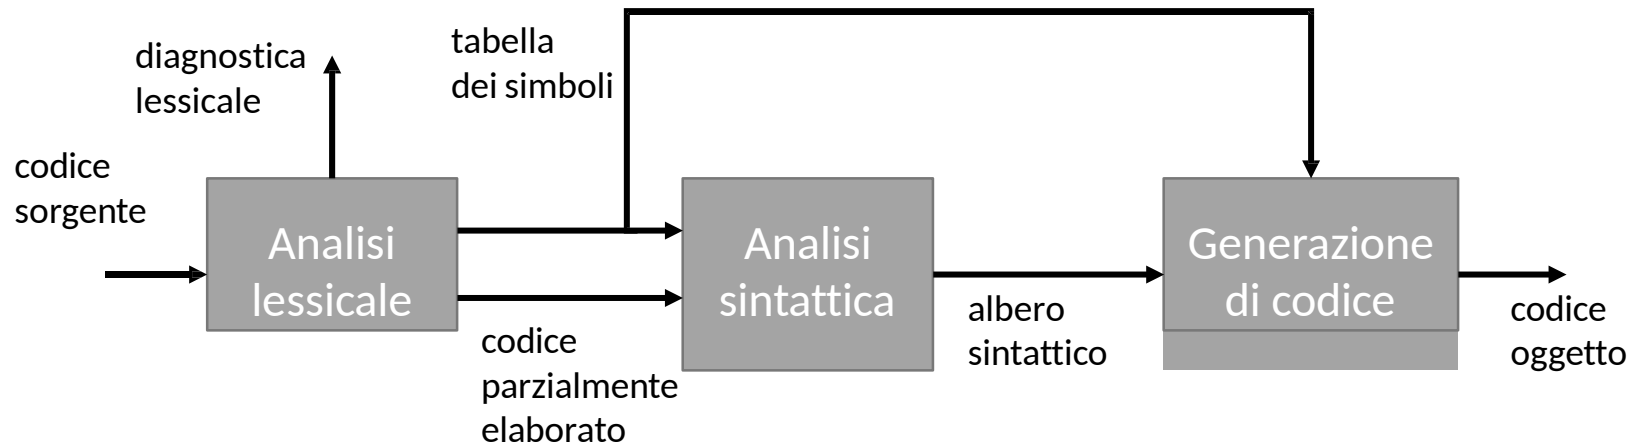 diagnostica
lessicale
tabella
dei simboli
codice
sorgente
Analisi
lessicale
Analisi
sintattica
Generazione
di codice
codice
parzialmente
elaborato
albero
sintattico
codice
oggetto